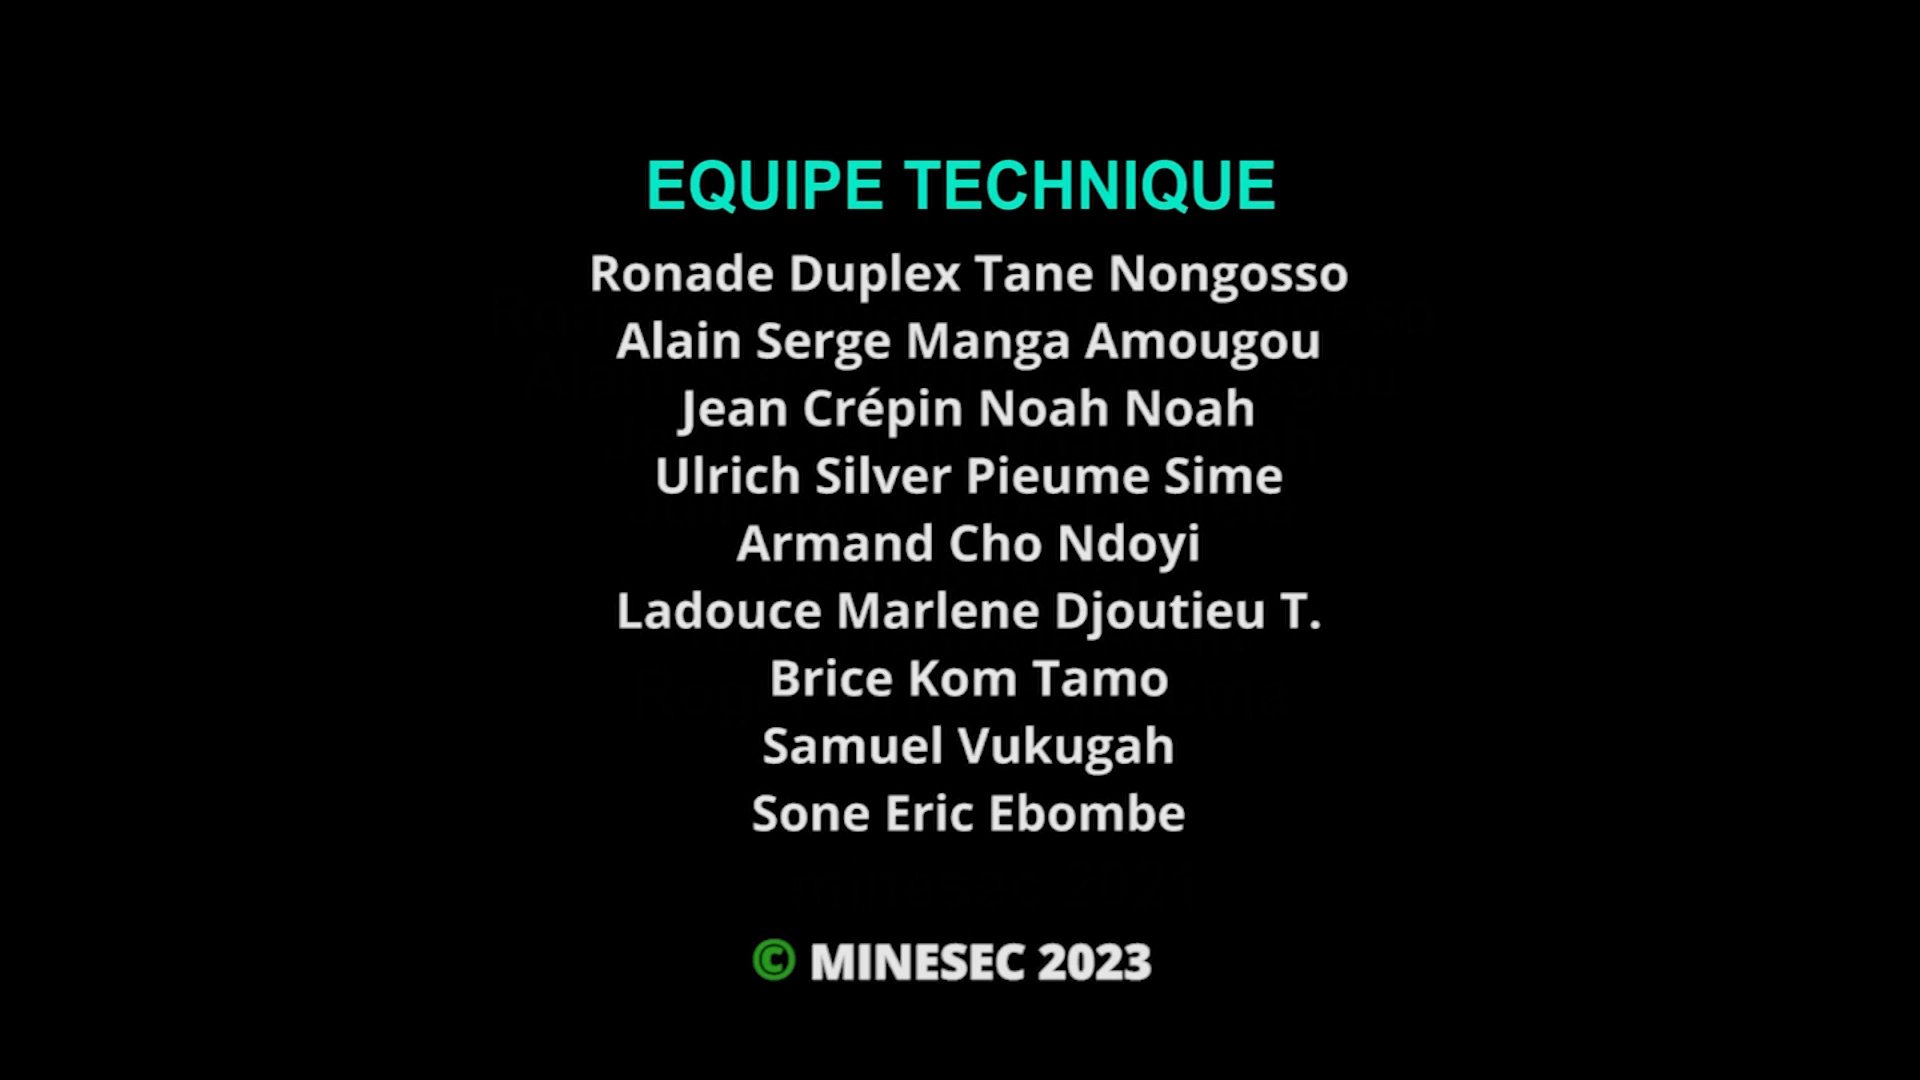 EQUIPE TECHNIQUE
Ronade Duplex Tane Nongosso
Alain Serge Manga Amougou
Jean Crépin Noah Noah
Ulrich Silver Pieume Sime
Armand Cho Ndoyi
Ladouce Marlene Djoutieu T.
Brice Kom Tamo
Samuel Vukugah
Sone Eric Ebombe
© MINESEC 2023